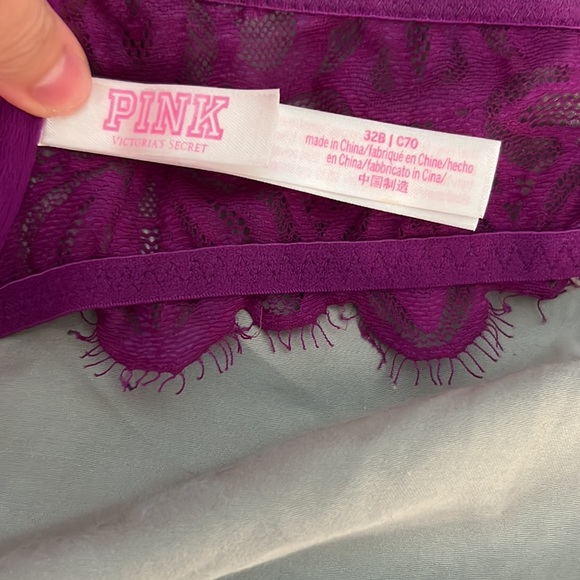 PINK
VICTORIA'S SECRET
32B | C70
made in China/fabriqué en Chine/hecho
en China/fabbricato in Cina/
中国制造